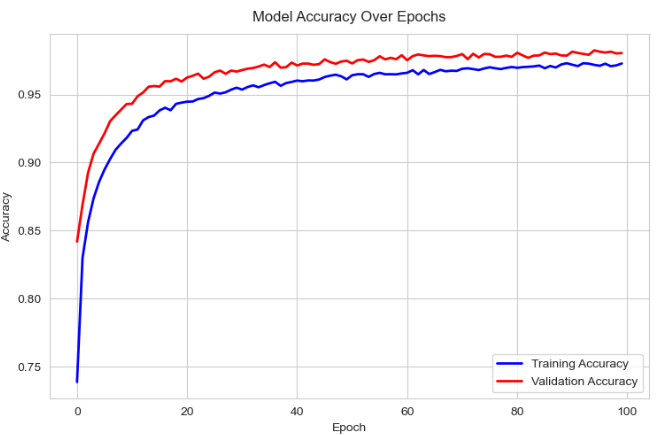 Model Accuracy Over Epochs
0.95
0.90
0.85
0.80
0.75
Accuracy
Training Accuracy
Validation Accuracy
0 20 40 60 80 100
Epoch